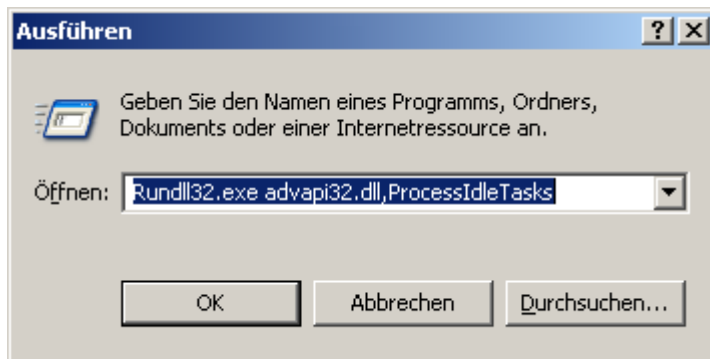 Ausführen
Geben Sie den Namen eines Programms, Ordners,
Dokuments oder einer Internetressource an.
Öffnen: Rundll32.exe advapi32.dll,ProcessIdleTasks
OK Abbrechen Durchsuchen...